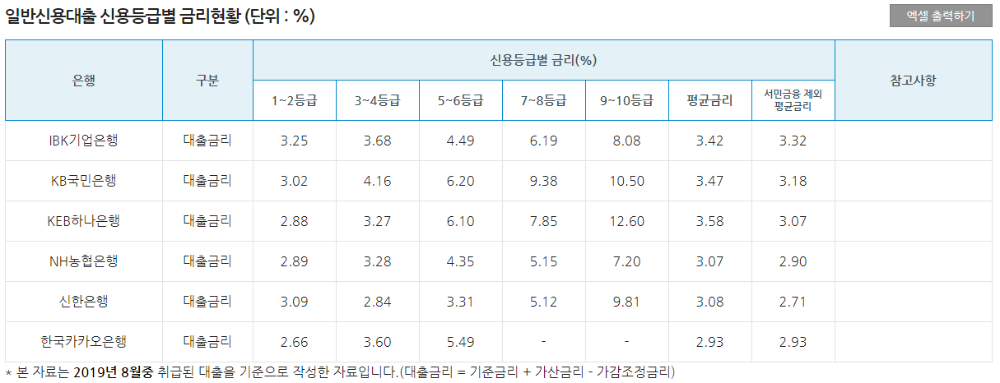 일반신용대출 신용등급별 금리현황 (단위 : %)
엑셀 출력하기
은행 구분 신용등급별 금리(%) 참고사항
1~2등급 3~4등급 5~6등급 7~8등급 9~10등급 평균금리 서민금융 제외
평균금리
IBK기업은행 대출금리 3.25 3.68 4.49 6.19 8.08 3.42 3.32
KB국민은행 대출금리 3.02 4.16 6.20 9.38 10.50 3.47 3.18
KEB하나은행 대출금리 2.88 3.27 6.10 7.85 12.60 3.58 3.07
NH농협은행 대출금리 2.89 3.28 4.35 5.15 7.20 3.07 2.90
신한은행 대출금리 3.09 2.84 3.31 5.12 9.81 3.08 2.71
한국카카오은행 대출금리 2.66 3.60 5.49 - - 2.93 2.93
* 본 자료는 2019년 8월중 취급된 대출을 기준으로 작성한 자료입니다.(대출금리 = 기준금리 + 가산금리 - 가감조정금리)